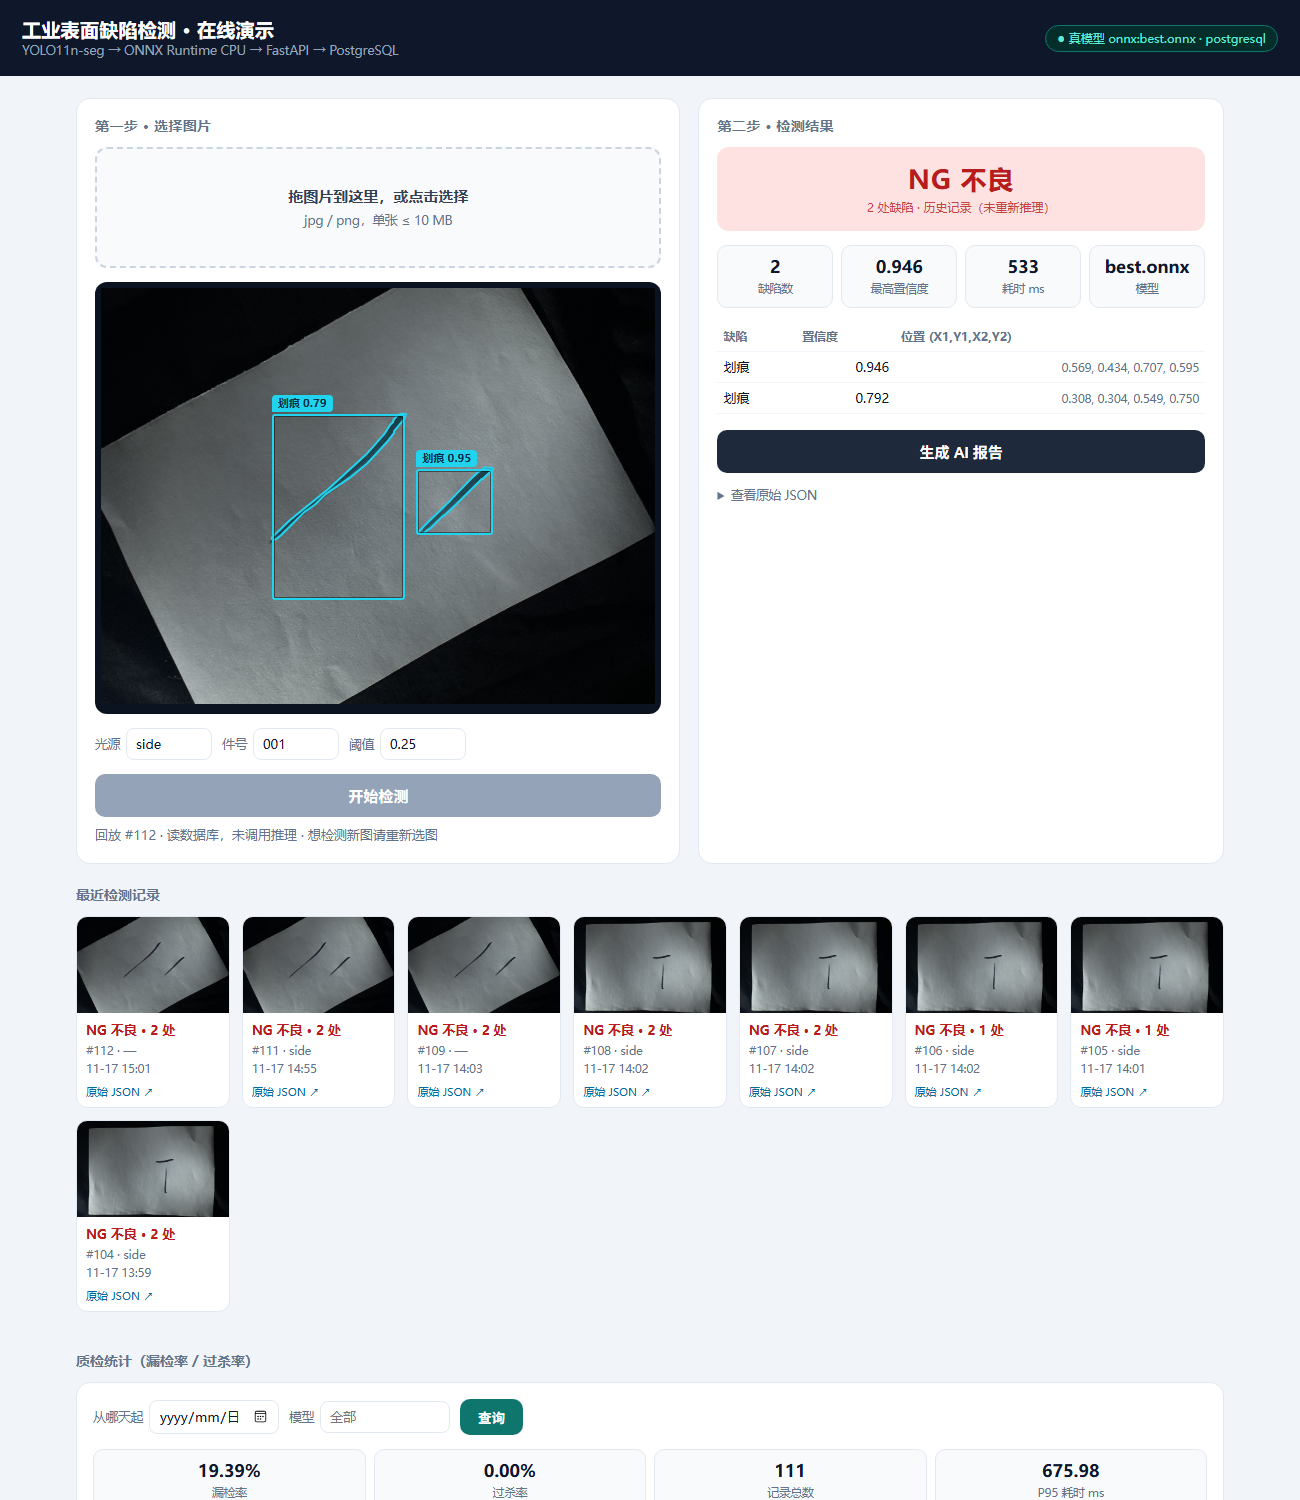 工业表面缺陷检测 • 在线演示
YOLO11n-seg → ONNX Runtime CPU → FastAPI → PostgreSQL
● 真模型 onnx:best.onnx · postgresql
第一步 • 选择图片
拖图片到这里，或点击选择
jpg / png，单张 ≤ 10 MB
划痕 0.79
划痕 0.95
光源 side 件号 001 阈值 0.25
开始检测
回放 #112 · 读数据库，未调用推理 · 想检测新图请重新选图
第二步 • 检测结果
NG 不良
2 处缺陷 · 历史记录（未重新推理）
2 0.946 533 best.onnx
缺陷数 最高置信度 耗时 ms 模型
缺陷 置信度 位置 (X1,Y1,X2,Y2)
划痕 0.946 0.569, 0.434, 0.707, 0.595
划痕 0.792 0.308, 0.304, 0.549, 0.750
生成 AI 报告
▶ 查看原始 JSON
最近检测记录
NG 不良 • 2 处
#112 · —
11-17 15:01
原始 JSON ↗
NG 不良 • 2 处
#111 · side
11-17 14:55
原始 JSON ↗
NG 不良 • 2 处
#109 · —
11-17 14:03
原始 JSON ↗
NG 不良 • 2 处
#108 · side
11-17 14:02
原始 JSON ↗
NG 不良 • 2 处
#107 · side
11-17 14:02
原始 JSON ↗
NG 不良 • 1 处
#106 · side
11-17 14:02
原始 JSON ↗
NG 不良 • 1 处
#105 · side
11-17 14:01
原始 JSON ↗
NG 不良 • 2 处
#104 · side
11-17 13:59
原始 JSON ↗
质检统计（漏检率 / 过杀率）
从哪天起 yyyy/mm/日 模型 全部 查询
19.39% 0.00% 111 675.98
漏检率 过杀率 记录总数 P95 耗时 ms